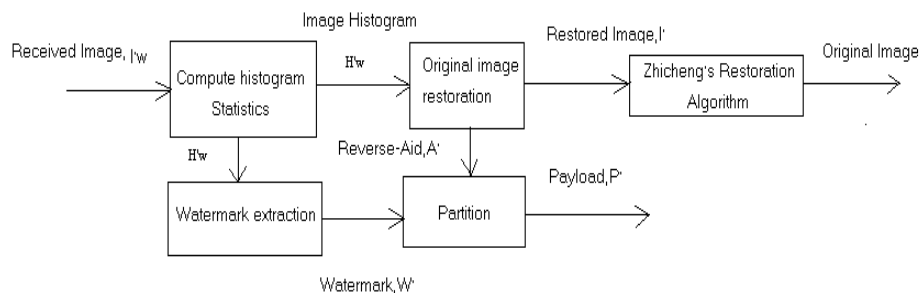 Image Histogram
Received Image, I'w
Restored Image,I'
Original Image
H'w
Compute histogram
Statistics
Original image
restoration
Zhicheng's Restoration
Algorithm
H'w
Reverse-Aid,A'
Payload,P'
Watermark extraction
Partition
Watermark,W'